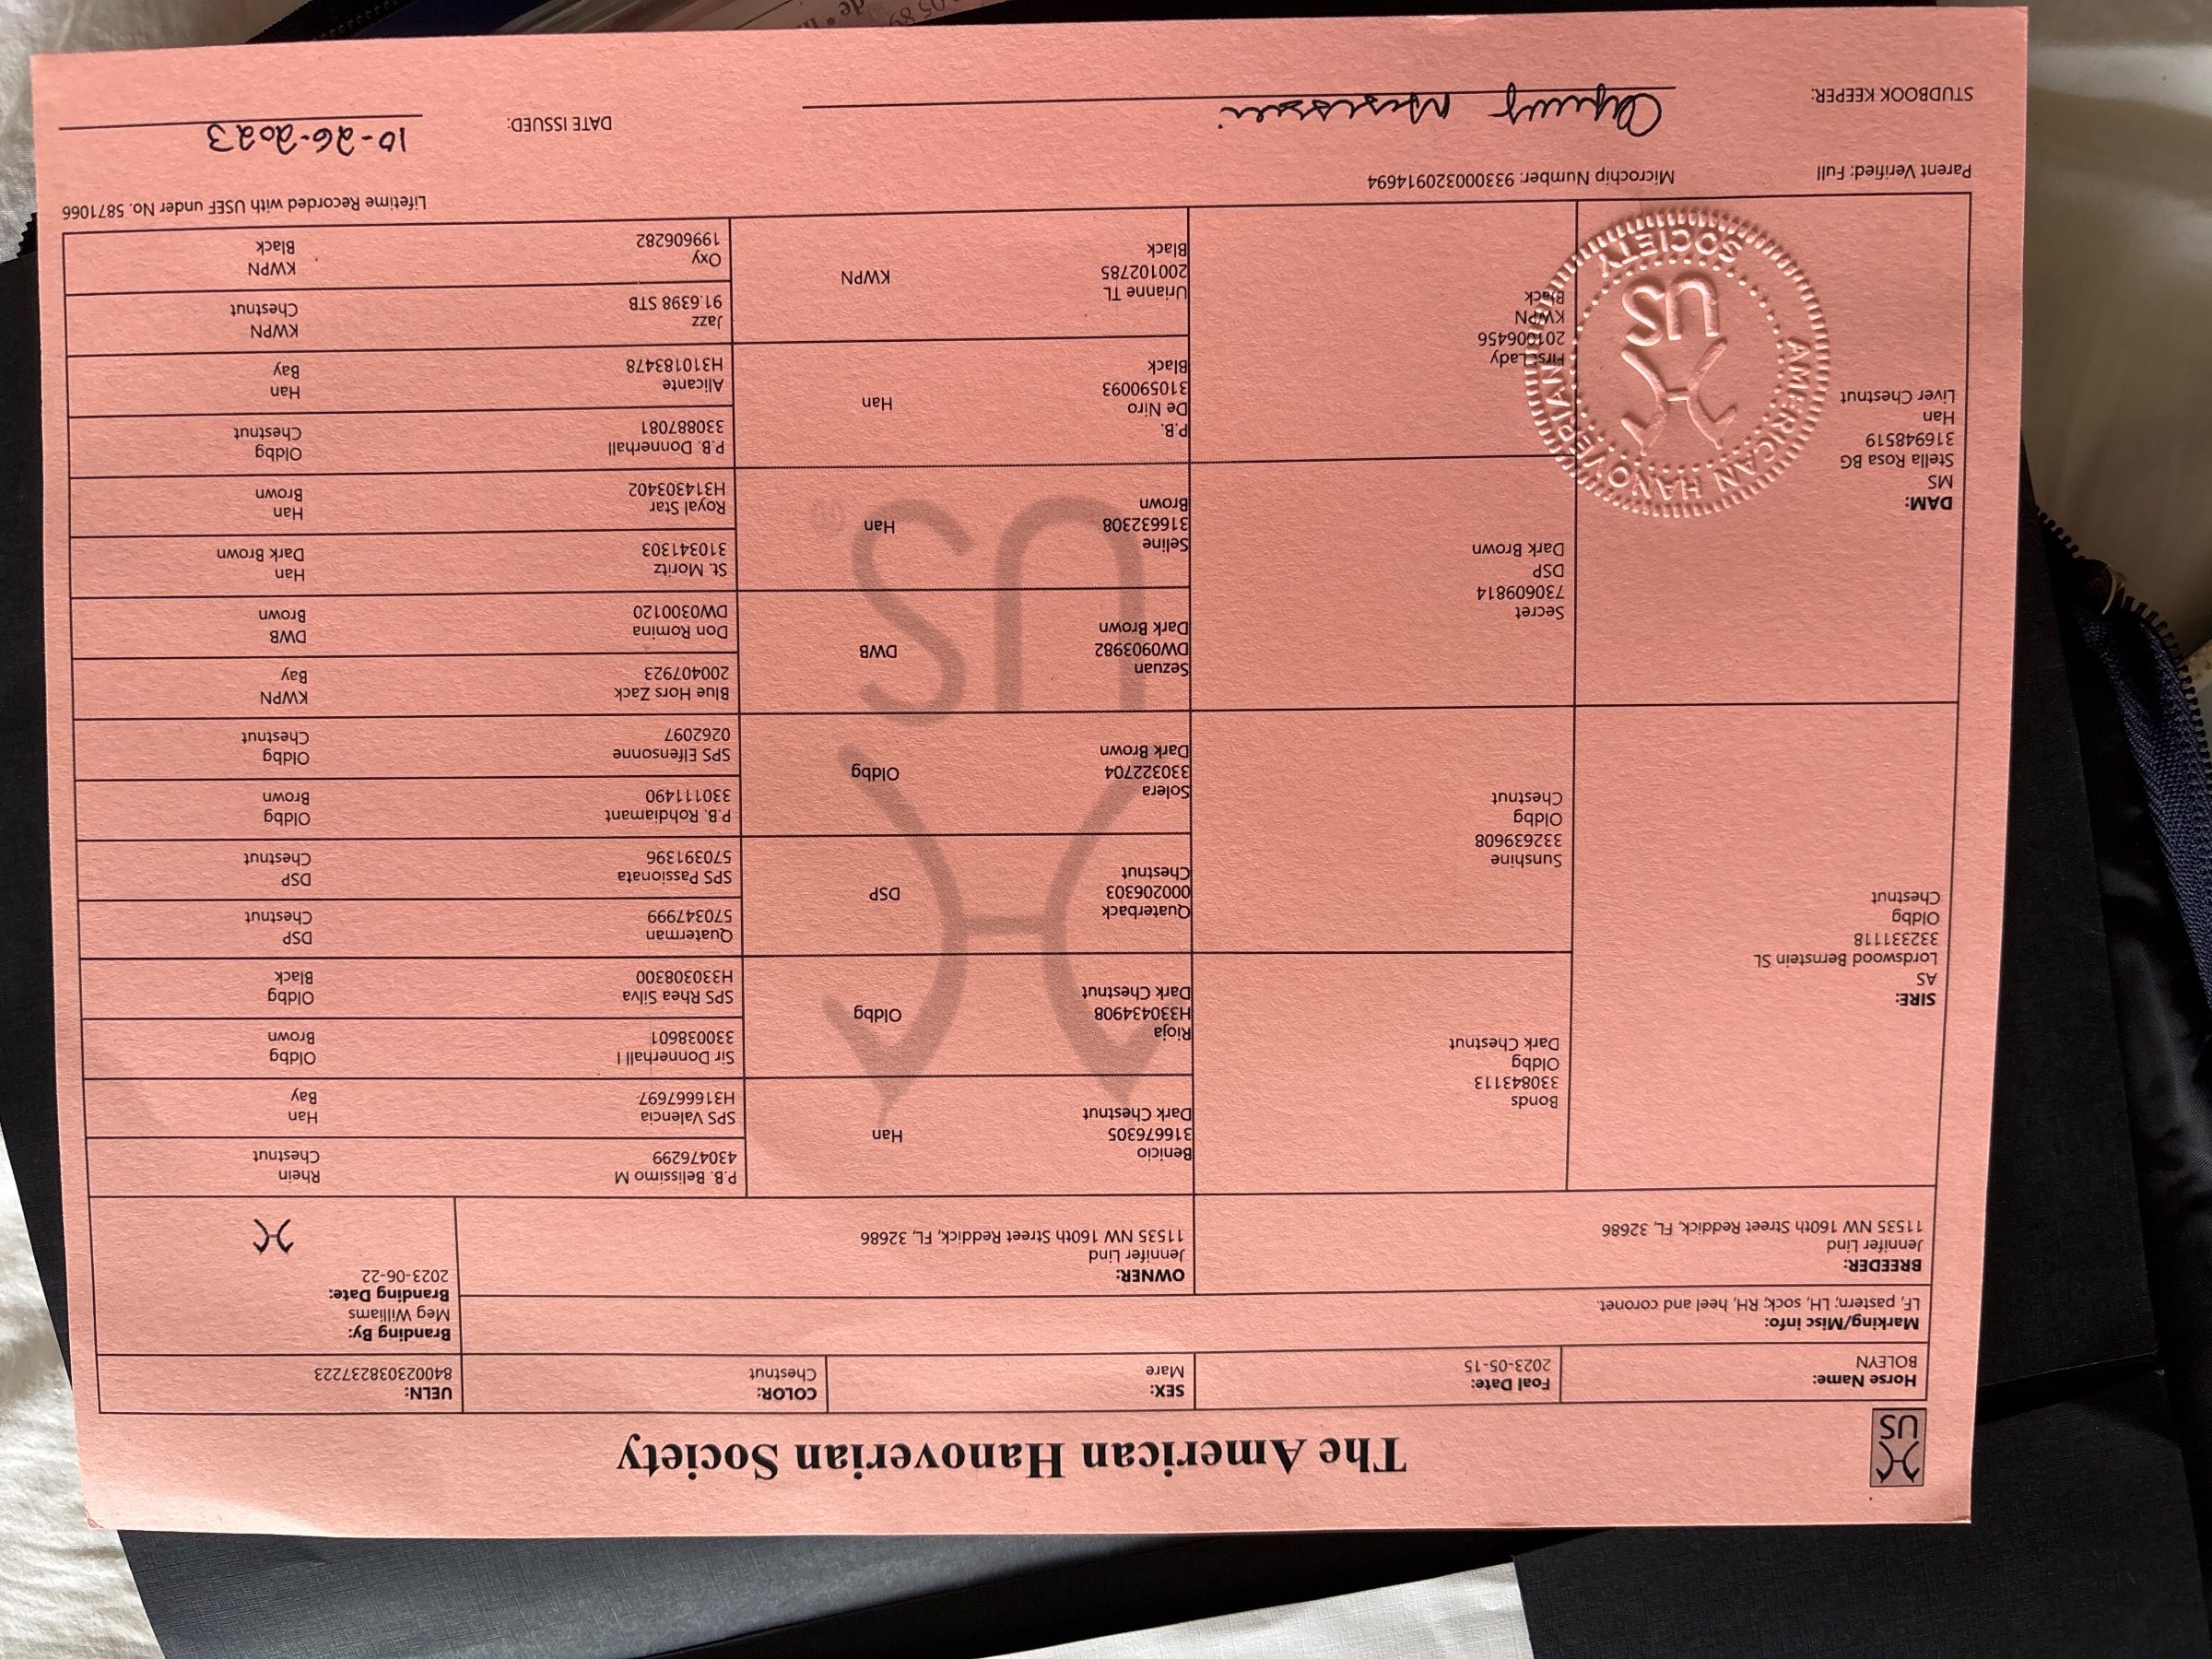 The American Hanoverian Society
US
Horse Name:
BOLEYN
Foal Date:
2023-05-15
SEX:
Mare
COLOR:
Chestnut
UELN:
840023038237223
Marking/Misc info:
LF, pastern; LH, sock; RH, heel and coronet.
Branding By:
Meg Williams
Branding Date:
2023-06-22
BREEDER:
Jennifer Lind
11535 NW 160th Street Reddick, FL, 32686
OWNER:
Jennifer Lind
11535 NW 160th Street Reddick, FL, 32686
SIRE:
AS
Lordswood Bernstein SL
332331118
Oldbg
Chestnut
Bonds
330843113
Oldbg
Dark Chestnut
Sunshine
332639608
Oldbg
Chestnut
Benicio
316676305 Han
Dark Chestnut
Rioja
H330434908 Oldbg
Dark Chestnut
Quaterback
000206303 DSP
Chestnut
Solera
330322704 Oldbg
Dark Brown
P.B. Belissimo M Rhein
430476299 Chestnut
SPS Valencia Han
H316667697 Bay
Sir Donnerhall I Oldbg
330038601 Brown
SPS Rhea Silva Oldbg
H330308300 Black
Quaterman DSP
570347999 Chestnut
SPS Passionata DSP
570391396 Chestnut
P.B. Rohdiamant Oldbg
330111490 Brown
SPS Elfensonne Oldbg
0262097 Chestnut
DAM:
MS
Stella Rosa BG
316948519
Han
Liver Chestnut
Secret
730609814
DSP
Dark Brown
First Lady
201006456
KWPN
Black
Sezuan
DW0903982 DWB
Dark Brown
Seline
316632308 Han
Brown
P.B.
De Niro
310590093 Han
Black
Urianne TL
200102785 KWPN
Black
Blue Hors Zack KWPN
200407923 Bay
Don Romina DWB
DW0300120 Brown
St. Moritz Han
310341303 Dark Brown
Royal Star Han
H314303402 Brown
P.B. Donnerhall Oldbg
330887081 Chestnut
Alicante Han
H310183478 Bay
Jazz KWPN
91.6398 STB Chestnut
Oxy KWPN
199606282 Black
US
AMERICAN HANOVERIAN SOCIETY
US
Parent Verified: Full
Microchip Number: 933000320914694
Lifetime Recorded with USEF under No. 5871066
STUDBOOK KEEPER:
DATE ISSUED:
10-26-2023